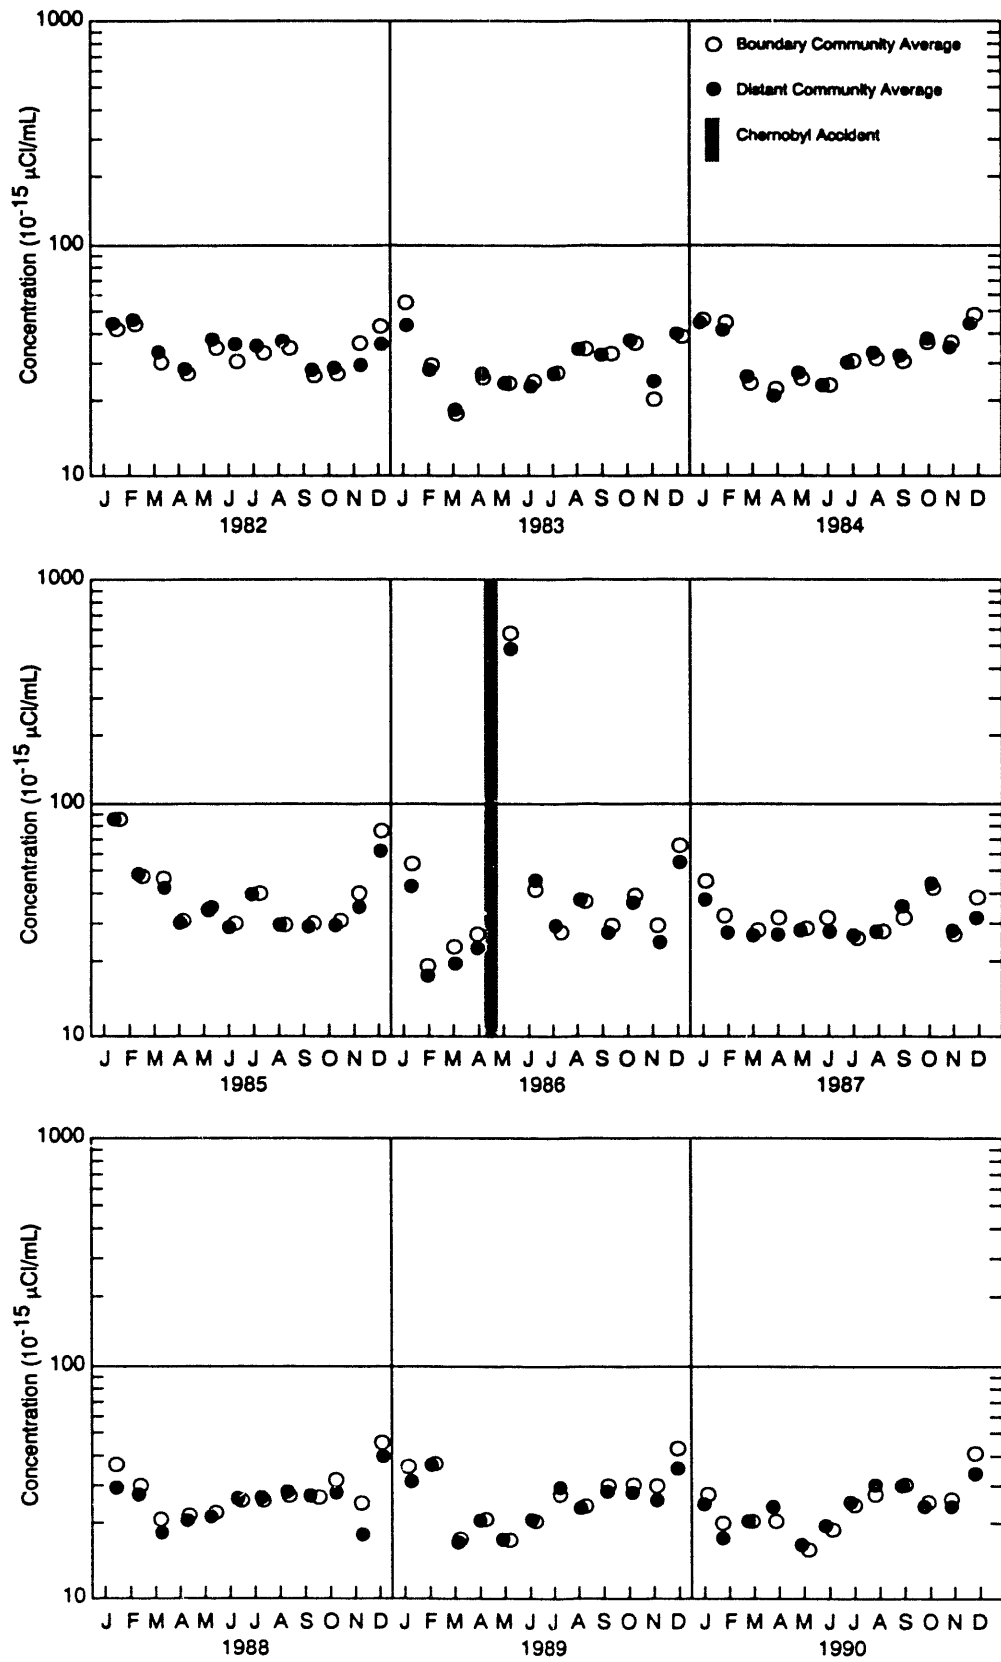 1000
○ Boundary Community Average
● Distant Community Average
Chernobyl Accident
Concentration (10-15 μCi/mL)
100
10
J F M A M J J A S O N D J F M A M J J A S O N D J F M A M J J A S O N D
1982 1983 1984
1000
Concentration (10-15 μCi/mL)
100
10
J F M A M J J A S O N D J F M A M J J A S O N D J F M A M J J A S O N D
1985 1986 1987
1000
Concentration (10-15 μCi/mL)
100
10
J F M A M J J A S O N D J F M A M J J A S O N D J F M A M J J A S O N D
1988 1989 1990